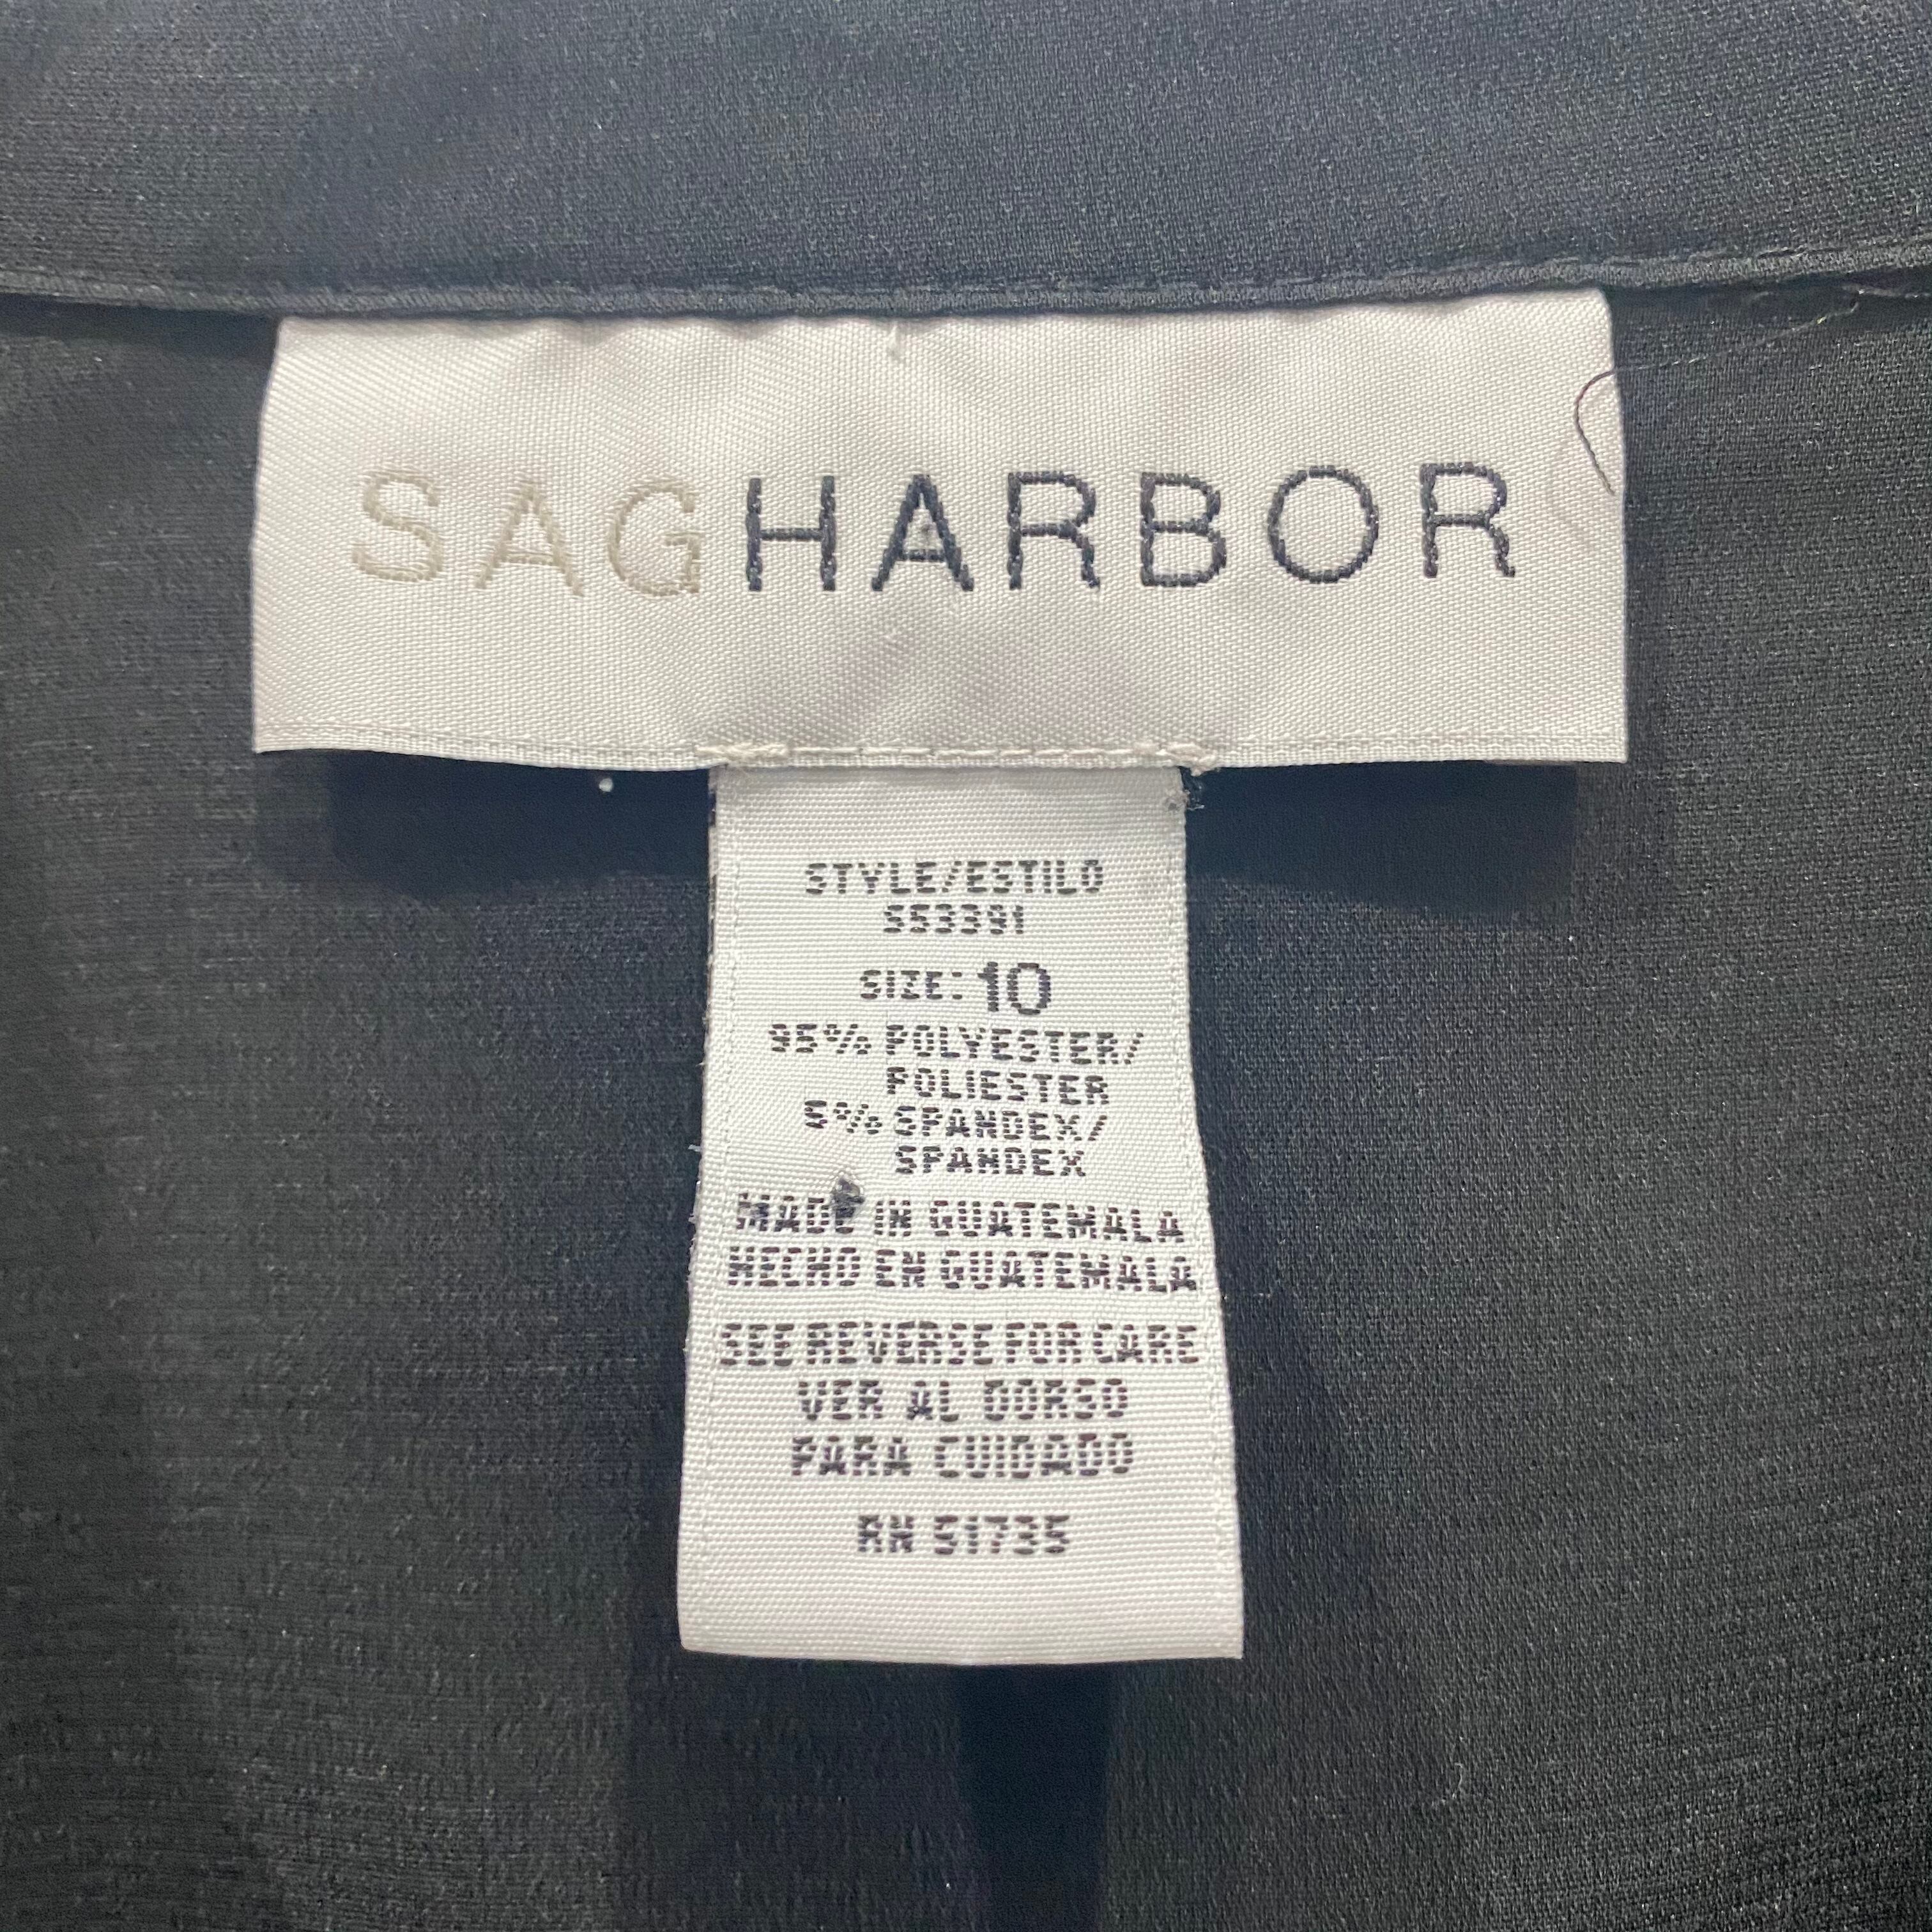 SAGHARBOR
STYLE/ESTILO
S53391
SIZE: 10
95% POLYESTER/
POLIESTER
5% SPANDEX/
SPANDEX
MADE IN GUATEMALA
HECHO EN GUATEMALA
SEE REVERSE FOR CARE
VER AL DORSO
PARA CUIDADO
RN 51735